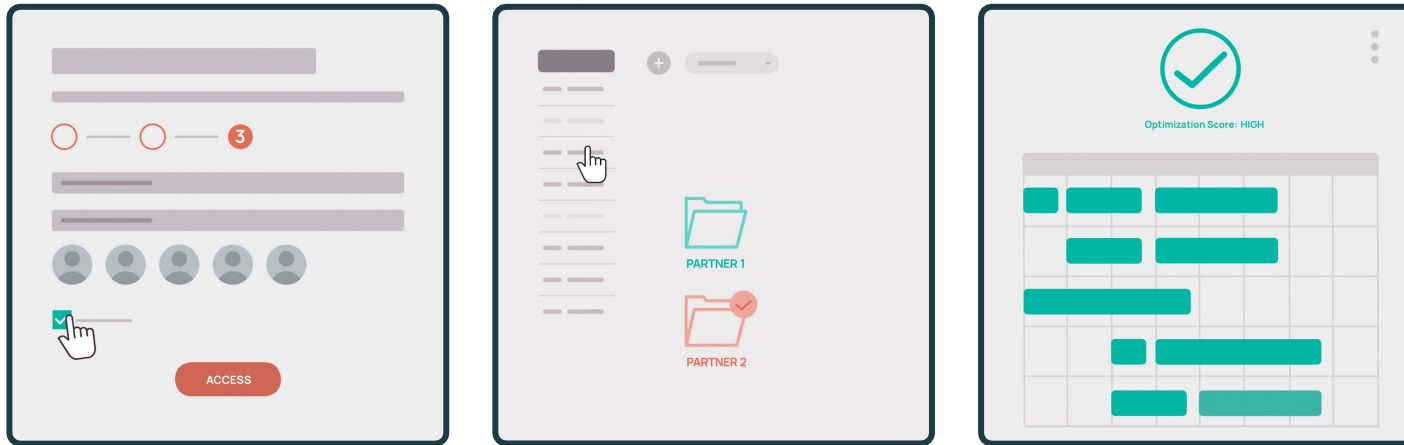 3
ACCESS
PARTNER 1
PARTNER 2
Optimization Score: HIGH